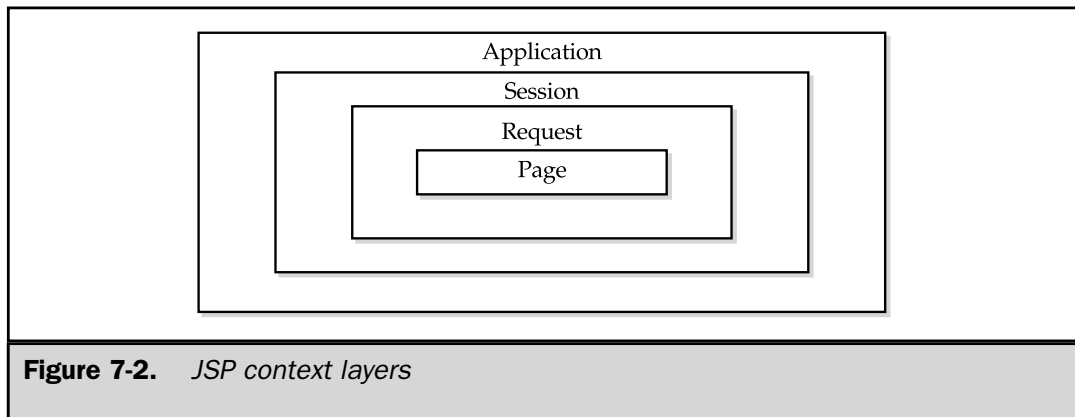 Application
Session
Request
Page
Figure 7-2. JSP context layers